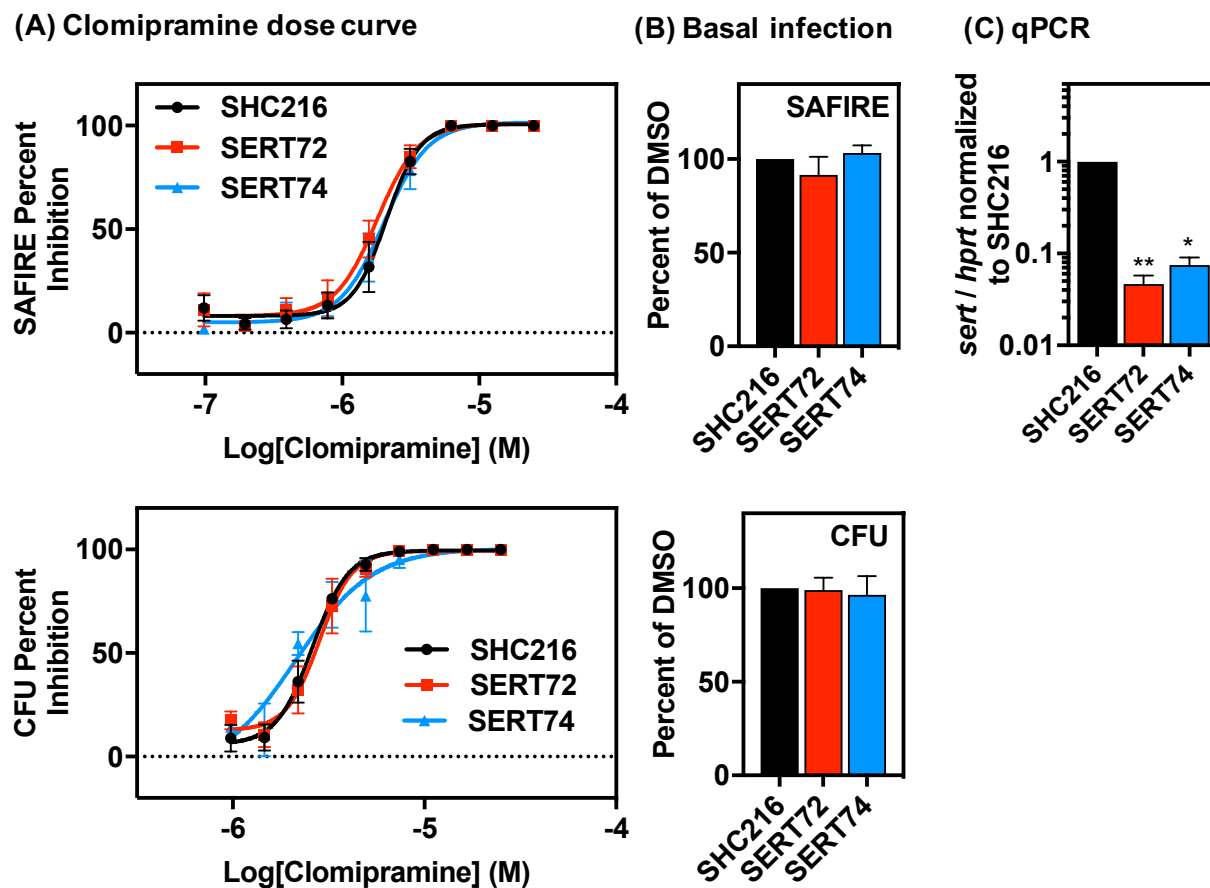 (A) Clomipramine dose curve
SAFIRE Percent
Inhibition
100
50
0
SHC216
SERT72
SERT74
-7
-6
-5
-4
Log[Clomipramine] (M)
CFU Percent
Inhibition
100
50
0
SHC216
SERT72
SERT74
-6
-5
-4
Log[Clomipramine] (M)
(B) Basal infection
Percent of DMSO
100
50
0
SAFIRE
SHC216
SERT72
SERT74
Percent of DMSO
100
50
0
CFU
SHC216
SERT72
SERT74
(C) qPCR
sert / hprt normalized
to SHC216
1
0.1
0.01
**
*
SHC216
SERT72
SERT74